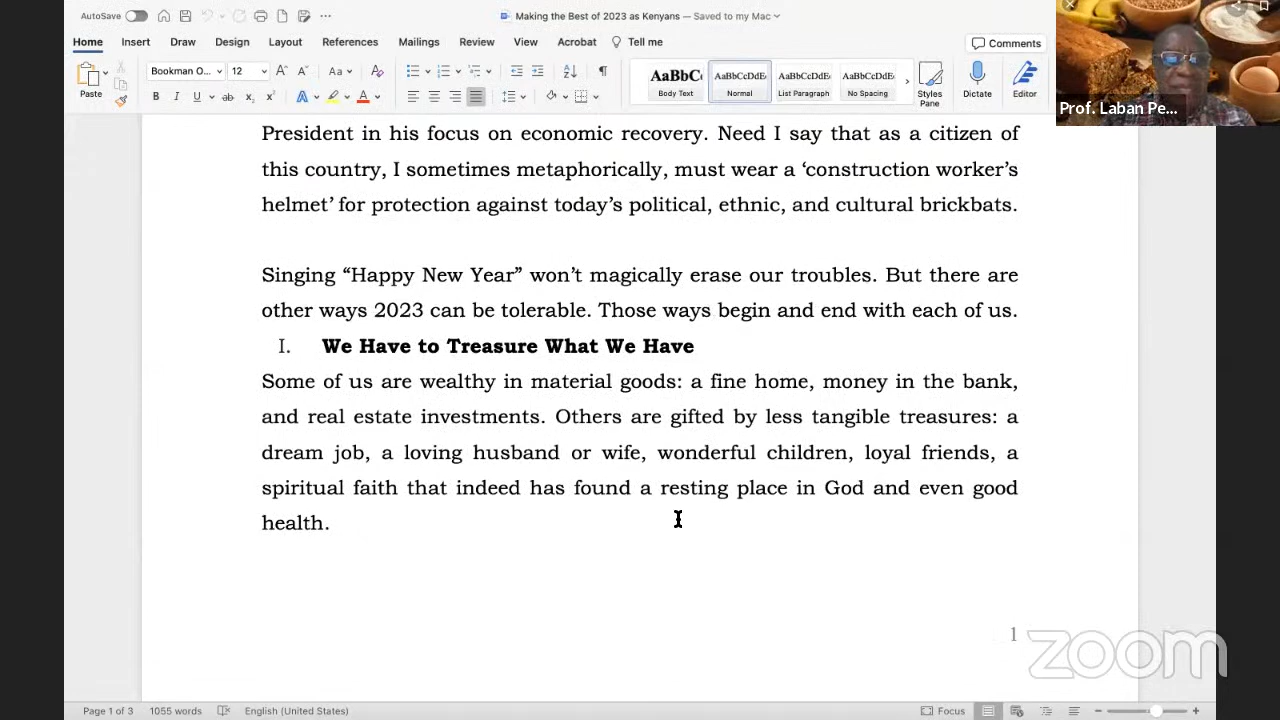 AutoSave
Making the Best of 2023 as Kenyans — Saved to my Mac
Home Insert Draw Design Layout References Mailings Review View Acrobat Tell me
Comments
Paste
Bookman O... 12
AaBbC AaBbCcDdE AaBbCcDdE AaBbCcDdE
Body Text Normal List Paragraph No Spacing
Styles Pane
Dictate
Editor
Prof. Laban Pe...
President in his focus on economic recovery. Need I say that as a citizen of
this country, I sometimes metaphorically, must wear a ‘construction worker’s
helmet’ for protection against today’s political, ethnic, and cultural brickbats.
Singing “Happy New Year” won’t magically erase our troubles. But there are
other ways 2023 can be tolerable. Those ways begin and end with each of us.
I. We Have to Treasure What We Have
Some of us are wealthy in material goods: a fine home, money in the bank,
and real estate investments. Others are gifted by less tangible treasures: a
dream job, a loving husband or wife, wonderful children, loyal friends, a
spiritual faith that indeed has found a resting place in God and even good
health.
1
zoom
Page 1 of 3 1055 words English (United States) Focus